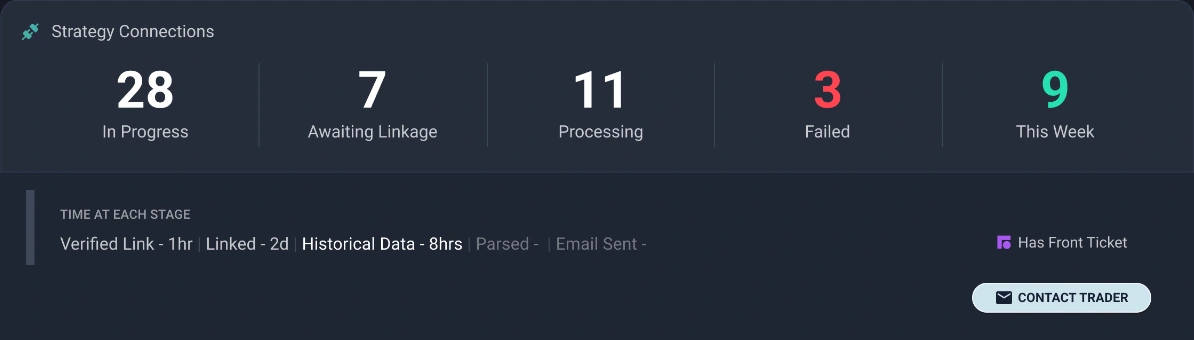 Strategy Connections
28
In Progress
7
Awaiting Linkage
11
Processing
3
Failed
9
This Week
TIME AT EACH STAGE
Verified Link - 1hr | Linked - 2d | Historical Data - 8hrs | Parsed - | Email Sent -
Has Front Ticket
CONTACT TRADER